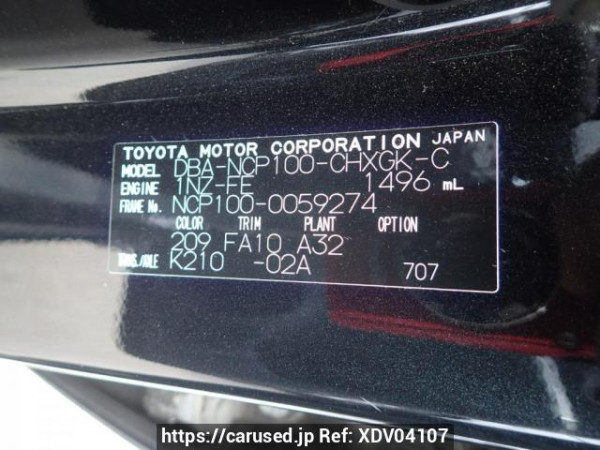 TOYOTA MOTOR CORPORATION JAPAN
MODEL DBA-NCP100-CHXGK-C
ENGINE 1NZ-FE 1496 mL
FRAME No. NCP100-0059274
COLOR TRIM PLANT OPTION
209 FA10 A32
TRANS./AXLE K210 -02A 707
https://carused.jp Ref: XDV04107